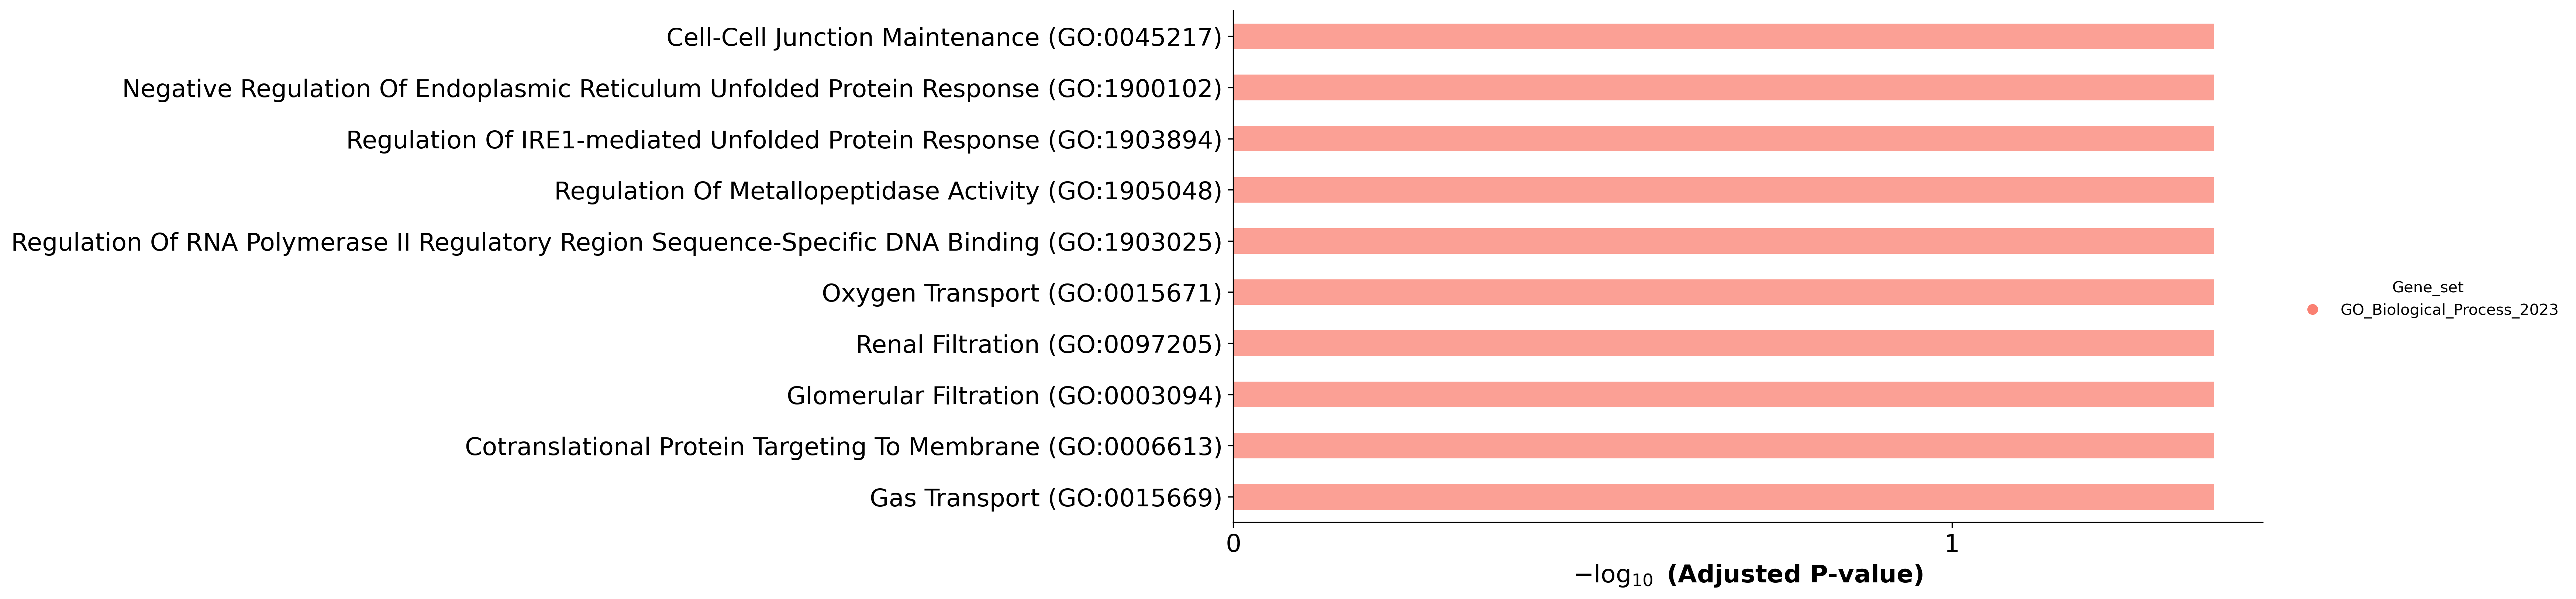 Cell-Cell Junction Maintenance (GO:0045217)
Negative Regulation Of Endoplasmic Reticulum Unfolded Protein Response (GO:1900102)
Regulation Of IRE1-mediated Unfolded Protein Response (GO:1903894)
Regulation Of Metallopeptidase Activity (GO:1905048)
Regulation Of RNA Polymerase II Regulatory Region Sequence-Specific DNA Binding (GO:1903025)
Oxygen Transport (GO:0015671)
Renal Filtration (GO:0097205)
Glomerular Filtration (GO:0003094)
Cotranslational Protein Targeting To Membrane (GO:0006613)
Gas Transport (GO:0015669)
0 1
−log₁₀ (Adjusted P-value)
Gene_set
GO_Biological_Process_2023